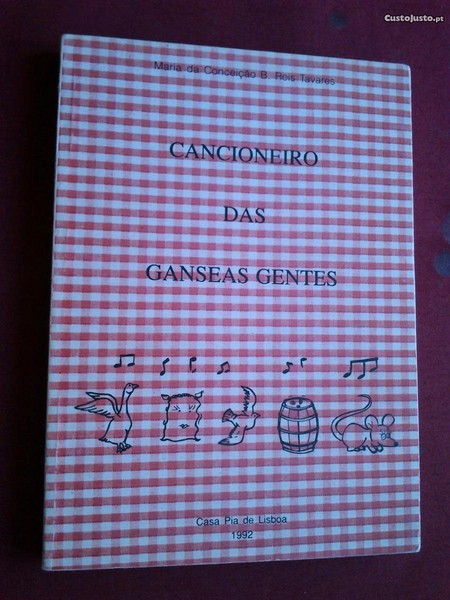 CustoJusto.pt
Maria da Conceição B. Reis Tavares
CANCIONEIRO
DAS
GANSEAS GENTES
Casa Pia de Lisboa
1992